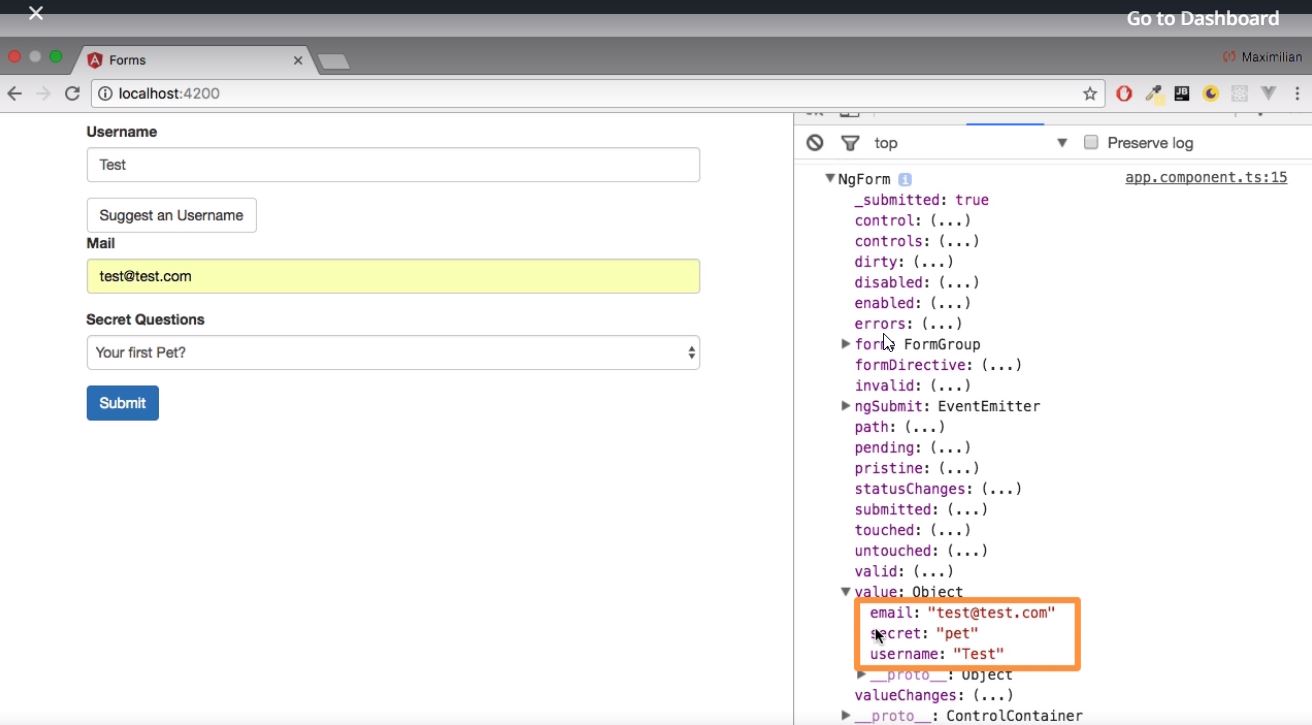 Go to Dashboard
Forms
Maximilian
localhost:4200
Username
Test
Suggest an Username
Mail
test@test.com
Secret Questions
Your first Pet?
Submit
top
Preserve log
NgForm
app.component.ts:15
_submitted: true
control: (...)
controls: (...)
dirty: (...)
disabled: (...)
enabled: (...)
errors: (...)
FormGroup
formDirective: (...)
invalid: (...)
ngSubmit: EventEmitter
path: (...)
pending: (...)
pristine: (...)
statusChanges: (...)
submitted: (...)
touched: (...)
untouched: (...)
valid: (...)
value: Object
email: "test@test.com"
secret: "pet"
username: "Test"
__proto__: Object
valueChanges: (...)
__proto__: ControlContainer